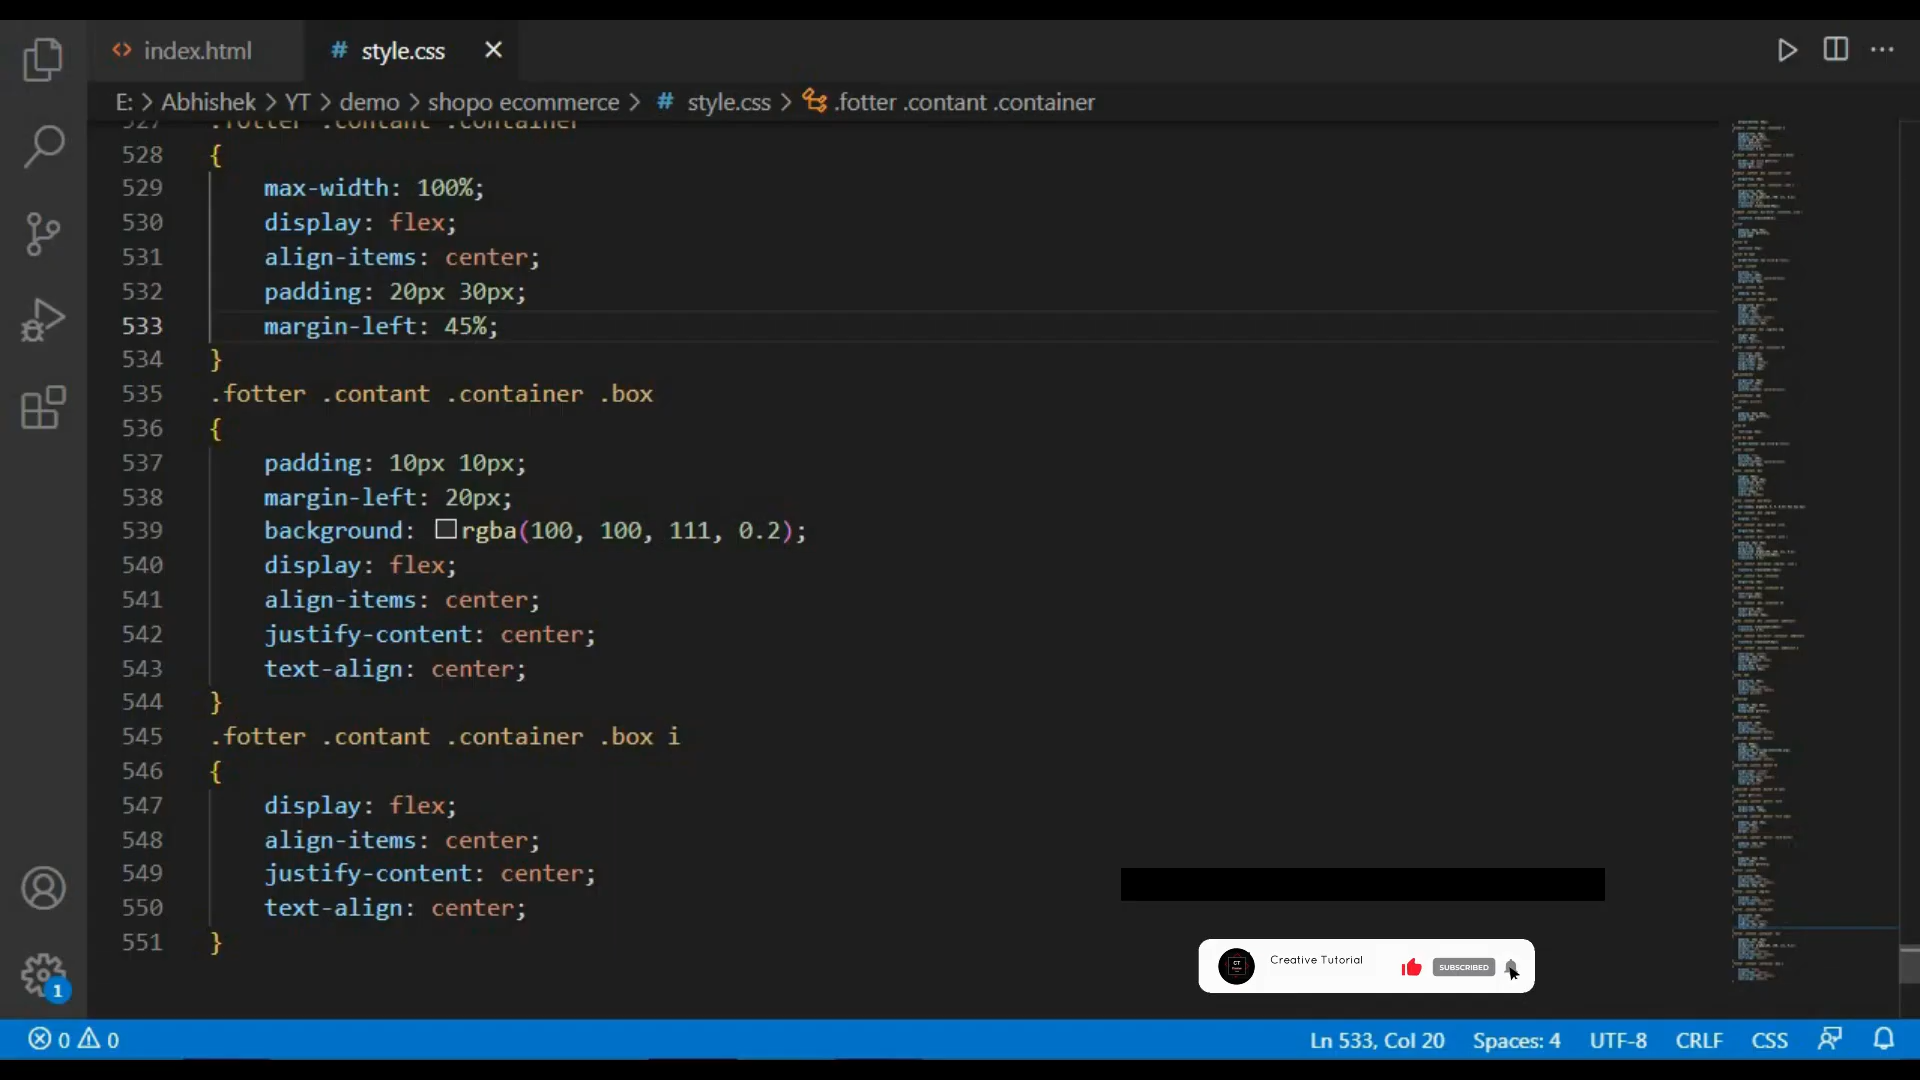 index.html
# style.css
E: > Abhishek > YT > demo > shopo ecommerce > # style.css > .fotter .contant .container
527 .fotter .contant .container
528 {
529 max-width: 100%;
530 display: flex;
531 align-items: center;
532 padding: 20px 30px;
533 margin-left: 45%;
534 }
535 .fotter .contant .container .box
536 {
537 padding: 10px 10px;
538 margin-left: 20px;
539 background: rgba(100, 100, 111, 0.2);
540 display: flex;
541 align-items: center;
542 justify-content: center;
543 text-align: center;
544 }
545 .fotter .contant .container .box i
546 {
547 display: flex;
548 align-items: center;
549 justify-content: center;
550 text-align: center;
551 }
Creative Tutorial
SUBSCRIBED
1
0 0
Ln 533, Col 20
Spaces: 4
UTF-8
CRLF
CSS